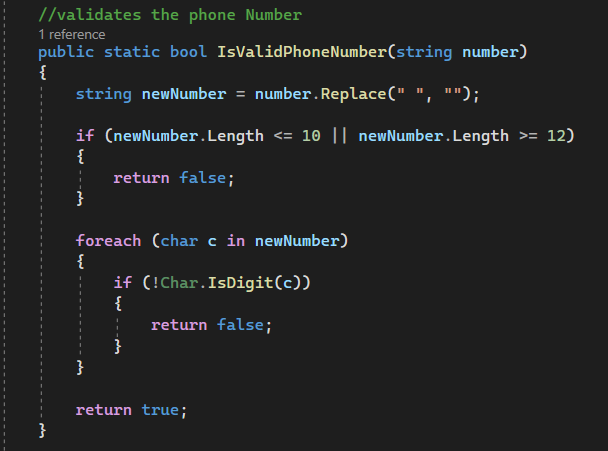 //validates the phone Number
1 reference
public static bool IsValidPhoneNumber(string number)
{
string newNumber = number.Replace(" ", "");
if (newNumber.Length <= 10 || newNumber.Length >= 12)
{
return false;
}
foreach (char c in newNumber)
{
if (!Char.IsDigit(c))
{
return false;
}
}
return true;
}